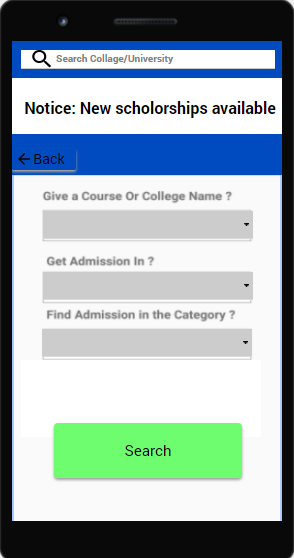 Search Collage/University
Notice: New scholorships available
Back
Give a Course Or College Name ?
Get Admission In ?
Find Admission in the Category ?
Search